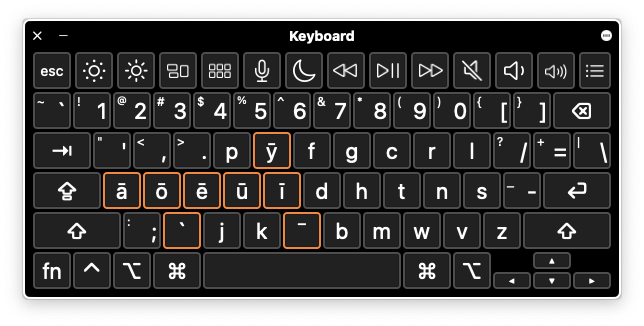 Keyboard
esc
~ ` ! 1 @ 2 # 3 $ 4 % 5 ^ 6 & 7 * 8 ( 9 ) 0 { [ } ]
" ' < , > . p ȳ f g c r l ? / + = | \
ā ō ē ū ī d h t n s _ -
: ; ` j k ¯ b m w v z
fn ^ ⌥ ⌘ ⌘ ⌥